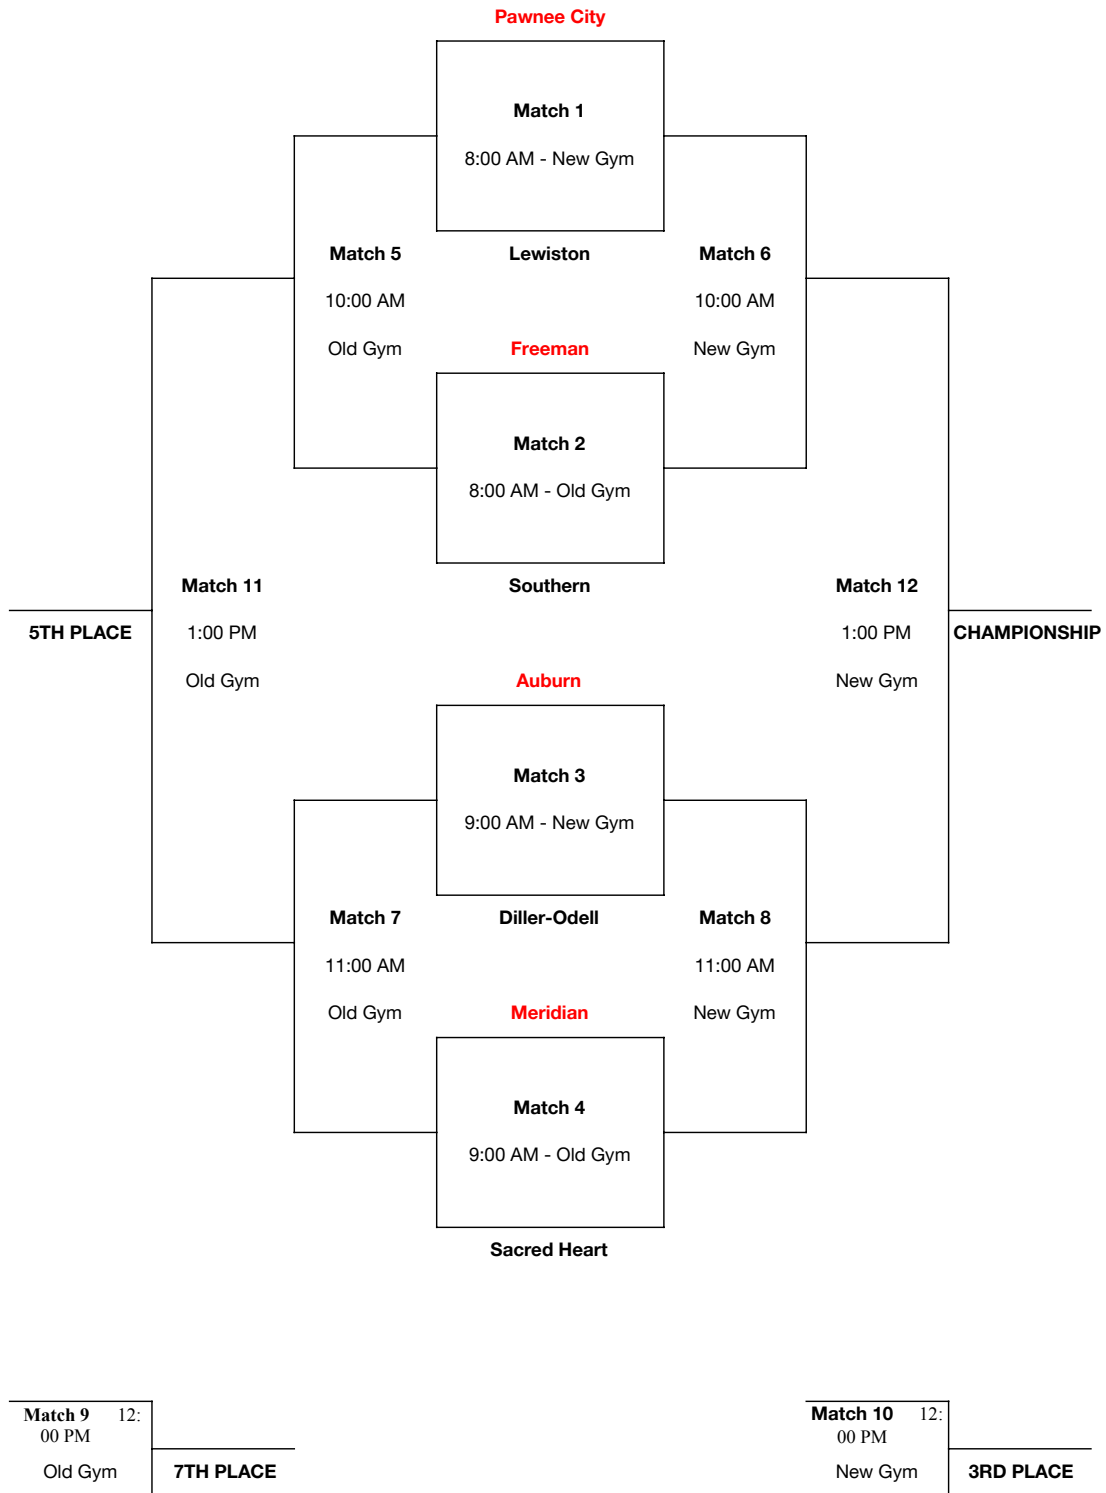 Pawnee City
Match 1
8:00 AM - New Gym
Match 5 Lewiston Match 6
10:00 AM 10:00 AM
Old Gym Freeman New Gym
Match 2
8:00 AM - Old Gym
Match 11 Southern Match 12
5TH PLACE 1:00 PM 1:00 PM CHAMPIONSHIP
Old Gym Auburn New Gym
Match 3
9:00 AM - New Gym
Match 7 Diller-Odell Match 8
11:00 AM 11:00 AM
Old Gym Meridian New Gym
Match 4
9:00 AM - Old Gym
Sacred Heart
Match 9 12:
00 PM
Old Gym 7TH PLACE
Match 10 12:
00 PM
New Gym 3RD PLACE